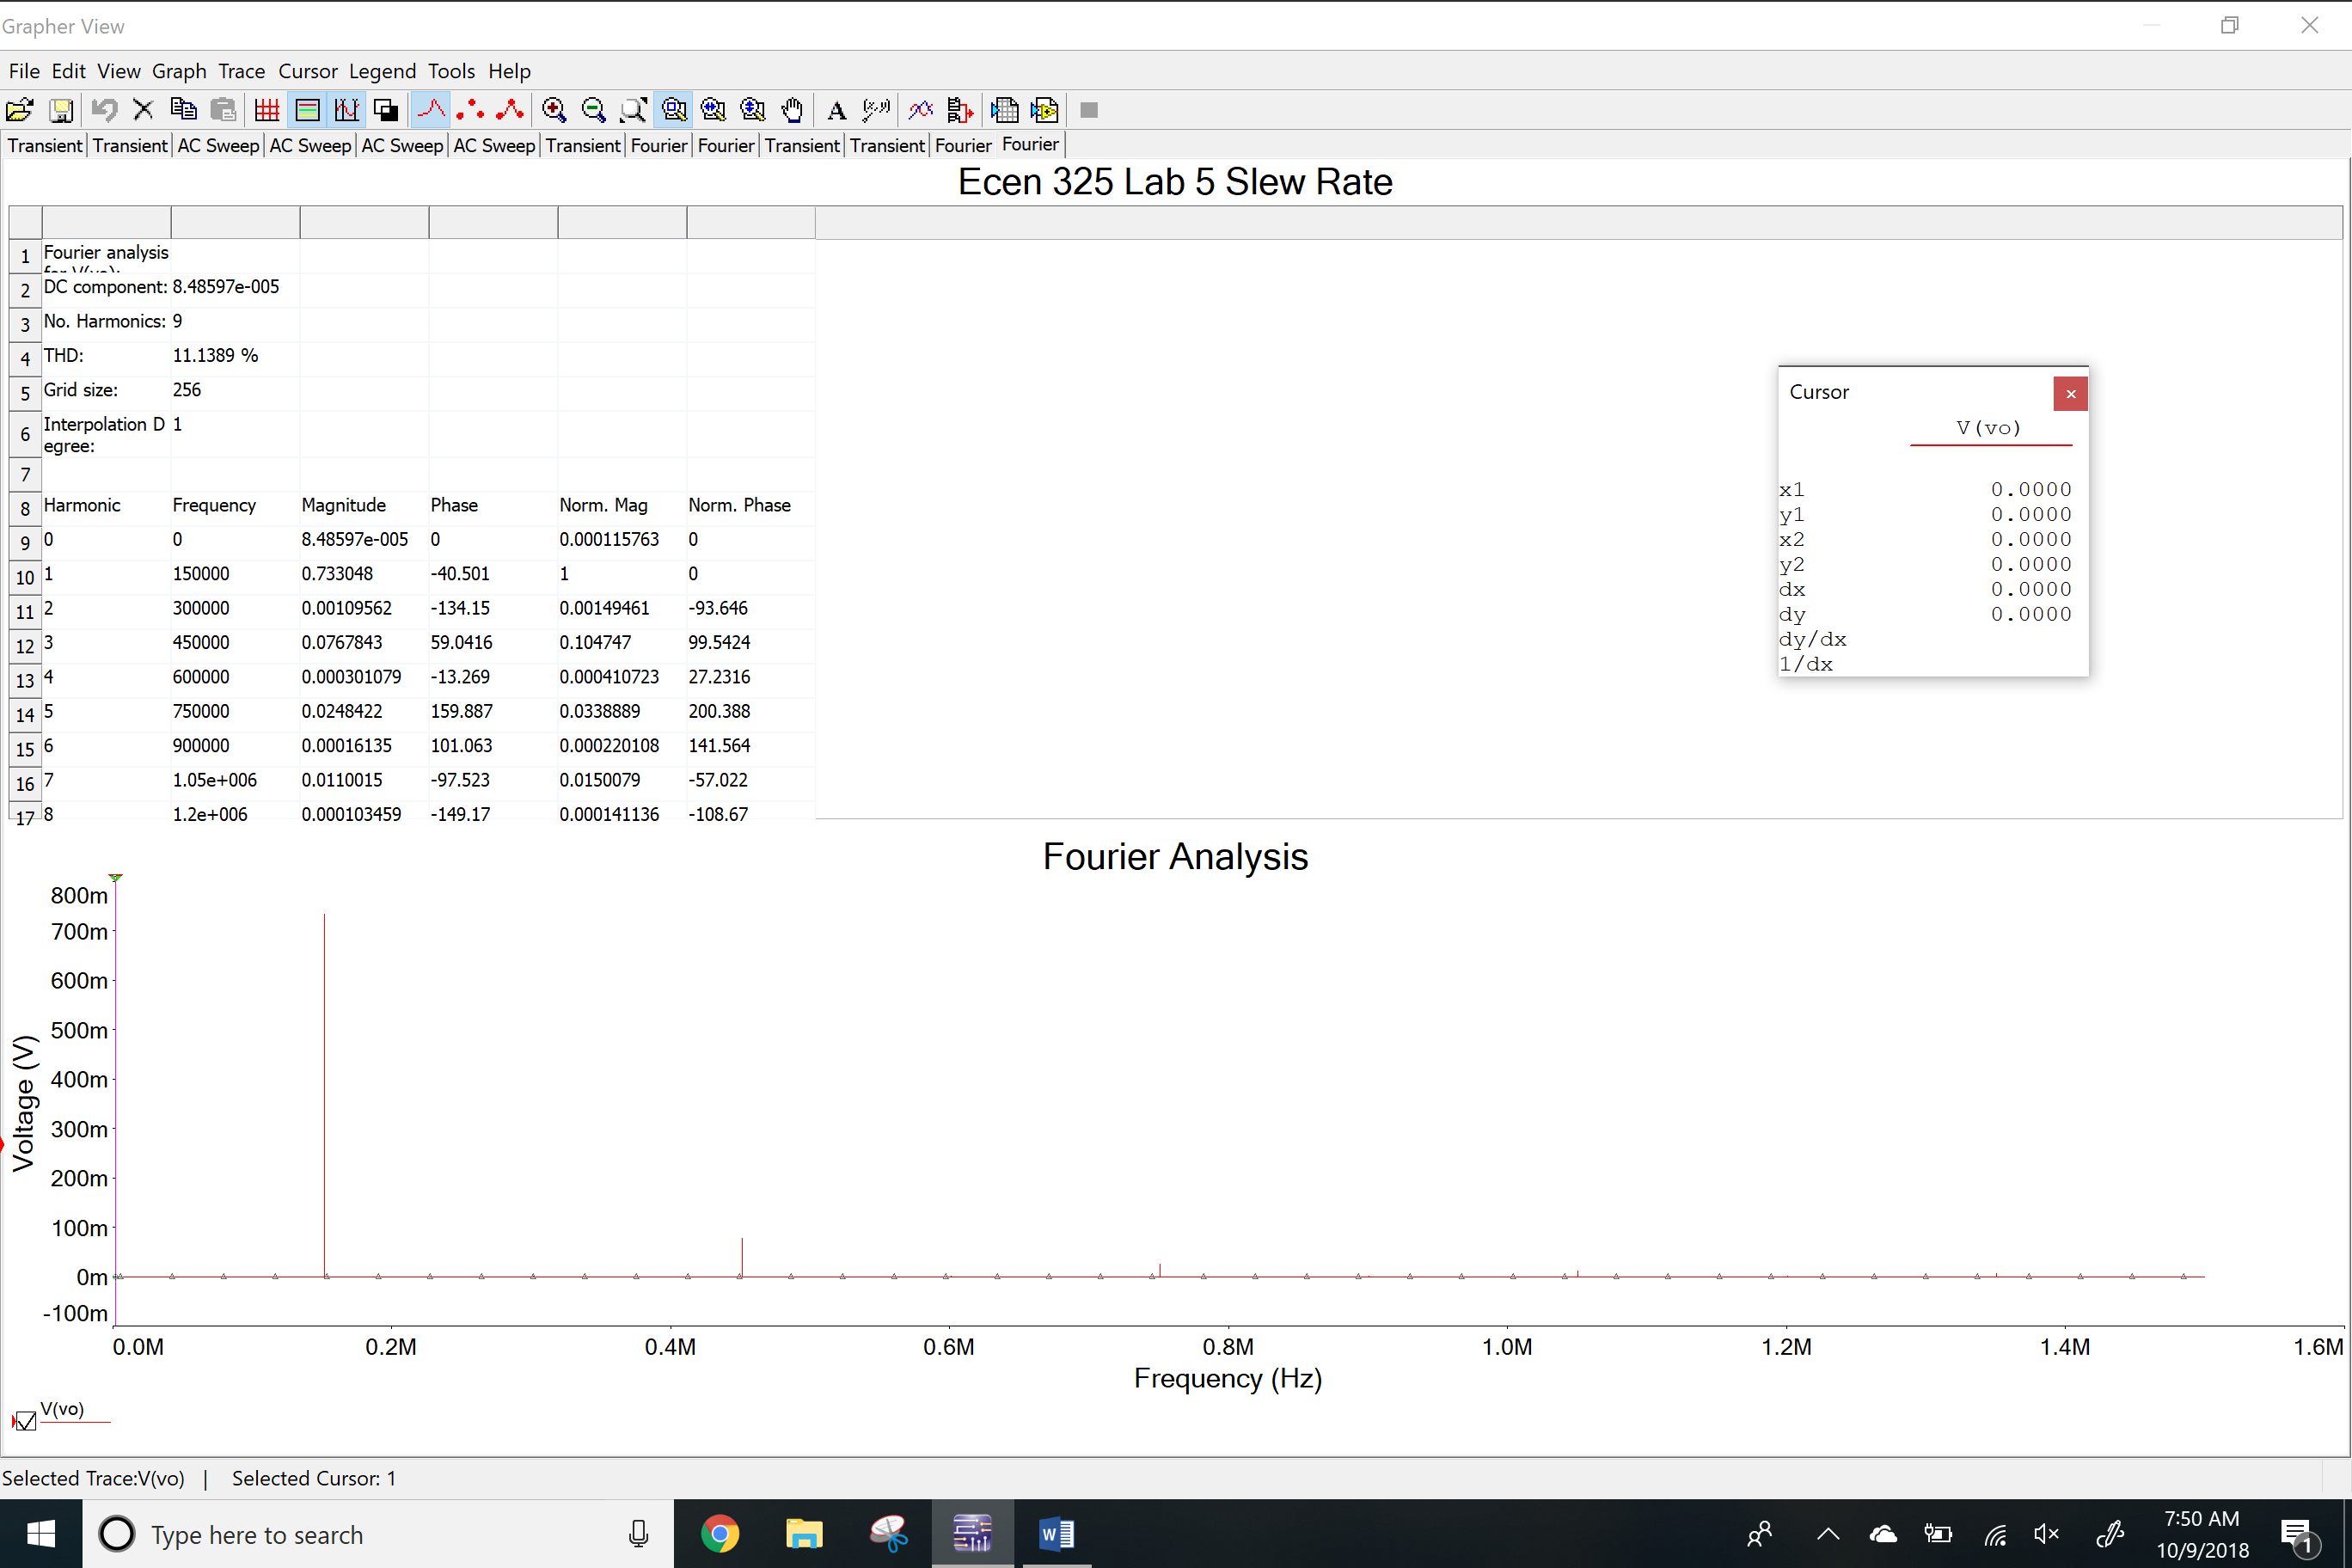 Grapher View
File Edit View Graph Trace Cursor Legend Tools Help
Transient Transient AC Sweep AC Sweep AC Sweep AC Sweep Transient Fourier Fourier Transient Transient Fourier Fourier
Ecen 325 Lab 5 Slew Rate
1 Fourier analysis
for V(vo):
2 DC component: 8.48597e-005
3 No. Harmonics: 9
4 THD: 11.1389 %
5 Grid size: 256
6 Interpolation D 1
egree:
7
8 Harmonic Frequency Magnitude Phase Norm. Mag Norm. Phase
9 0 0 8.48597e-005 0 0.000115763 0
10 1 150000 0.733048 -40.501 1 0
11 2 300000 0.00109562 -134.15 0.00149461 -93.646
12 3 450000 0.0767843 59.0416 0.104747 99.5424
13 4 600000 0.000301079 -13.269 0.000410723 27.2316
14 5 750000 0.0248422 159.887 0.0338889 200.388
15 6 900000 0.00016135 101.063 0.000220108 141.564
16 7 1.05e+006 0.0110015 -97.523 0.0150079 -57.022
17 8 1.2e+006 0.000103459 -149.17 0.000141136 -108.67
Cursor
V(vo)
x1 0.0000
y1 0.0000
x2 0.0000
y2 0.0000
dx 0.0000
dy 0.0000
dy/dx
1/dx
Fourier Analysis
Voltage (V)
800m
700m
600m
500m
400m
300m
200m
100m
0m
-100m
0.0M 0.2M 0.4M 0.6M 0.8M 1.0M 1.2M 1.4M 1.6M
Frequency (Hz)
V(vo)
Selected Trace:V(vo) | Selected Cursor: 1
Type here to search
7:50 AM
10/9/2018
1